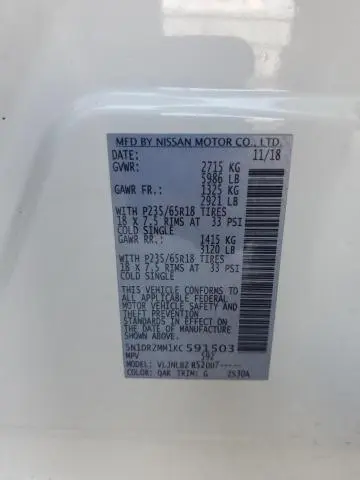 MFD BY NISSAN MOTOR CO., LTD.
DATE: 11/18
GVWR: 2715 KG
5986 LB
GAWR FR.: 1325 KG
2921 LB
WITH P235/65R18 TIRES
18 X 7.5 RIMS AT 33 PSI
COLD SINGLE
GAWR RR.: 1415 KG
3120 LB
WITH P235/65R18 TIRES
18 X 7.5 RIMS AT 33 PSI
COLD SINGLE
THIS VEHICLE CONFORMS TO ALL
APPLICABLE U.S. FEDERAL MOTOR
VEHICLE SAFETY BUMPER AND
THEFT PREVENTION STANDARDS
IN EFFECT ON THE DATE OF
MANUFACTURE SHOWN ABOVE.
5N1DR2MM1KC591503
MPV 592
MODEL:
COLOR: QAK TRIM: G 2S30A